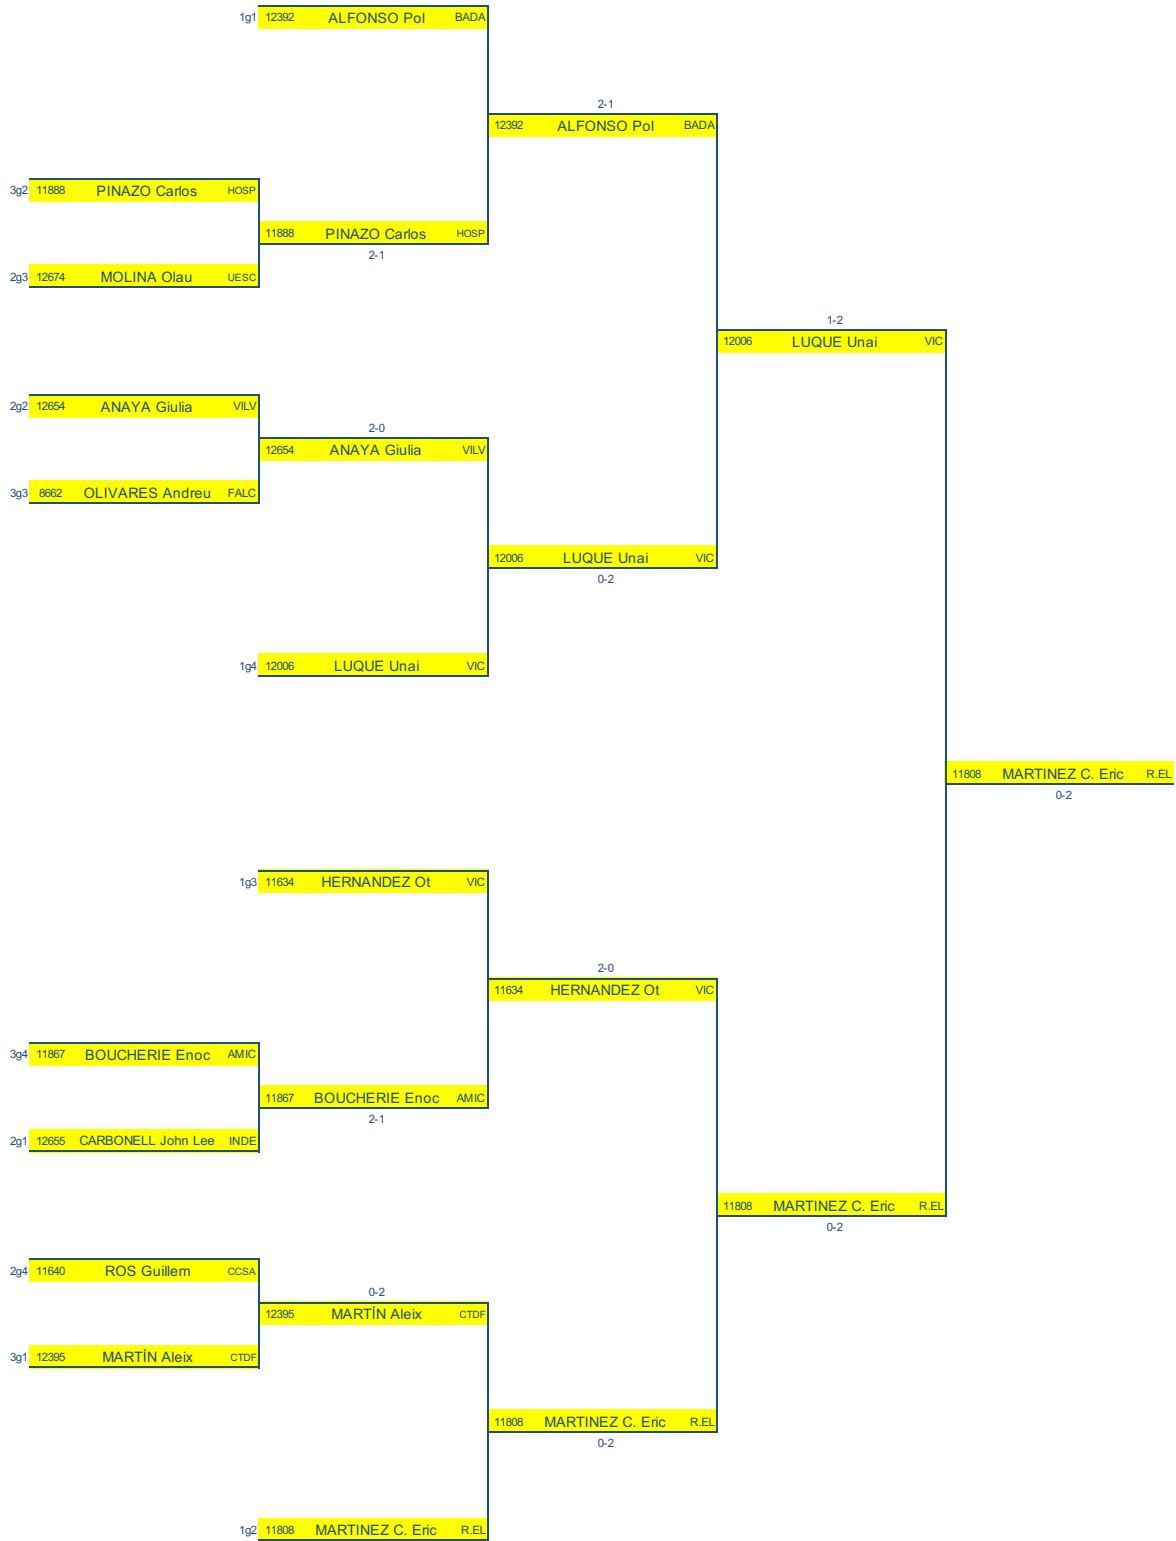 1g1 12392 ALFONSO Pol BADA
2-1
12392 ALFONSO Pol BADA
3g2 11888 PINAZO Carlos HOSP
11888 PINAZO Carlos HOSP
2-1
2g3 12674 MOLINA Olau UESC
1-2
12006 LUQUE Unai VIC
2g2 12654 ANAYA Giulia VILV
2-0
12654 ANAYA Giulia VILV
3g3 8662 OLIVARES Andreu FALC
12006 LUQUE Unai VIC
0-2
1g4 12006 LUQUE Unai VIC
11808 MARTINEZ C. Eric R.EL
0-2
1g3 11634 HERNANDEZ Ot VIC
2-0
11634 HERNANDEZ Ot VIC
3g4 11867 BOUCHERIE Enoc AMIC
11867 BOUCHERIE Enoc AMIC
2-1
2g1 12655 CARBONELL John Lee INDE
11808 MARTINEZ C. Eric R.EL
0-2
2g4 11640 ROS Guillem CCSA
0-2
12395 MARTÍN Aleix CTDF
3g1 12395 MARTÍN Aleix CTDF
11808 MARTINEZ C. Eric R.EL
0-2
1g2 11808 MARTINEZ C. Eric R.EL